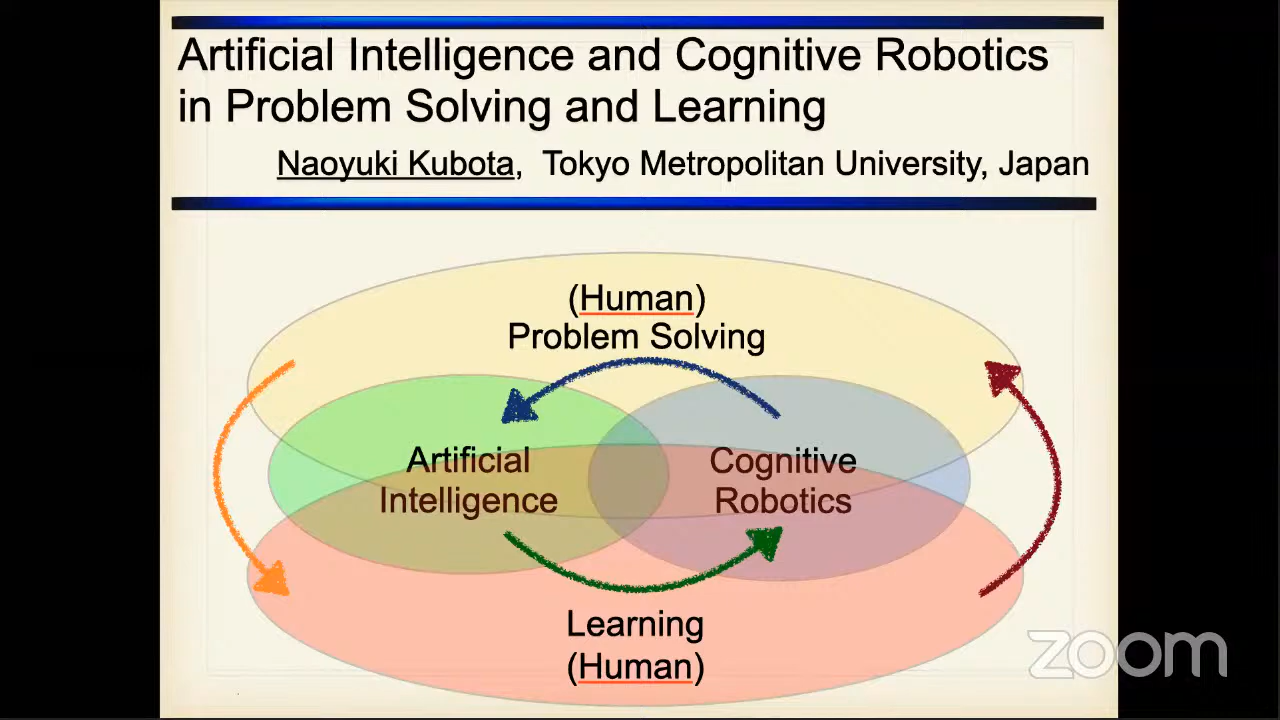 Artificial Intelligence and Cognitive Robotics
in Problem Solving and Learning
Naoyuki Kubota, Tokyo Metropolitan University, Japan
(Human)
Problem Solving
Artificial
Intelligence
Cognitive
Robotics
Learning
(Human)
zoom